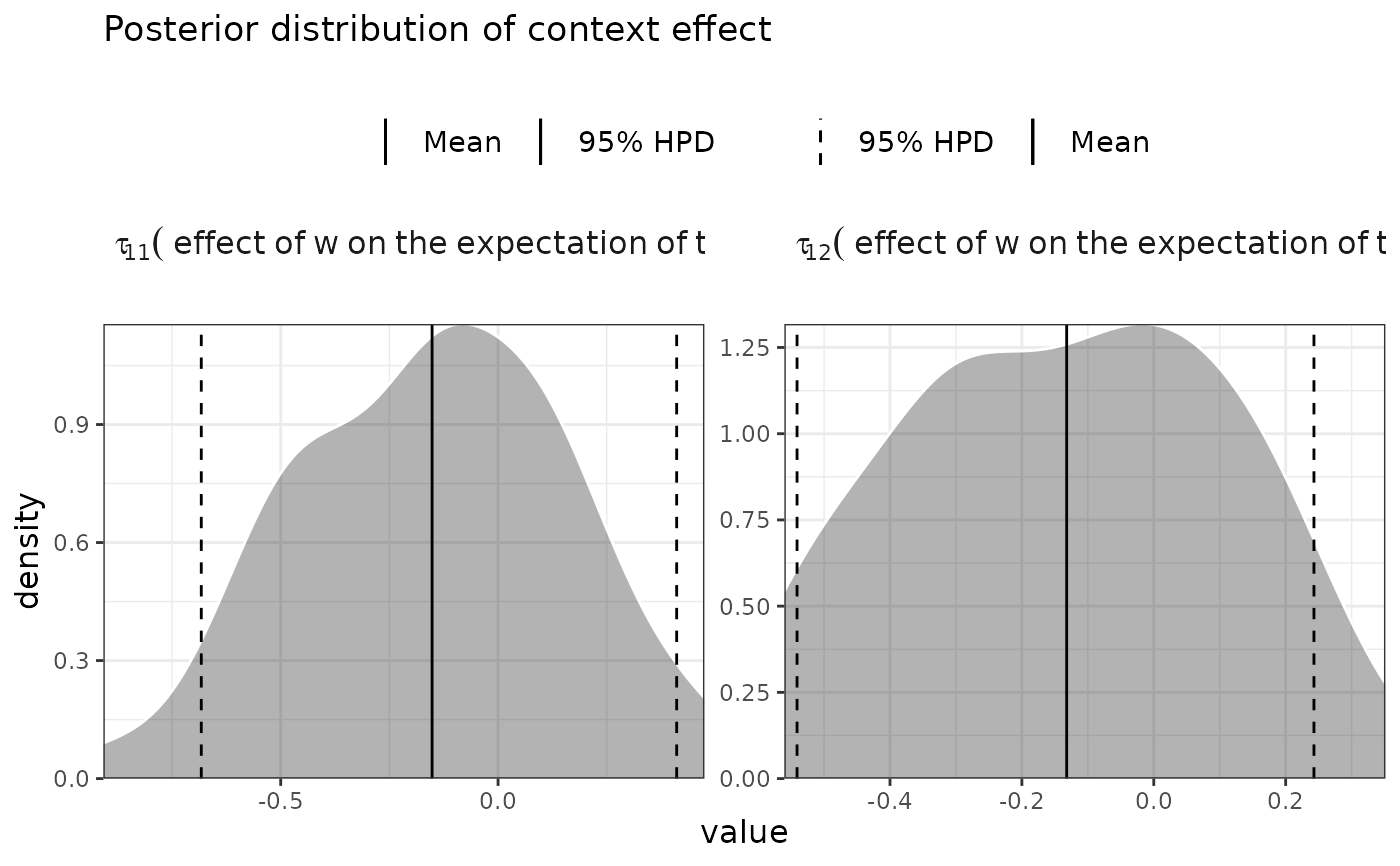 Posterior distribution of context effect
Mean 95% HPD 95% HPD Mean
τ11( effect of w on the expectation of t
τ12( effect of w on the expectation of t
density
0.9
0.6
0.3
0.0
-0.5 0.0
1.25
1.00
0.75
0.50
0.25
0.00
-0.4 -0.2 0.0 0.2
value